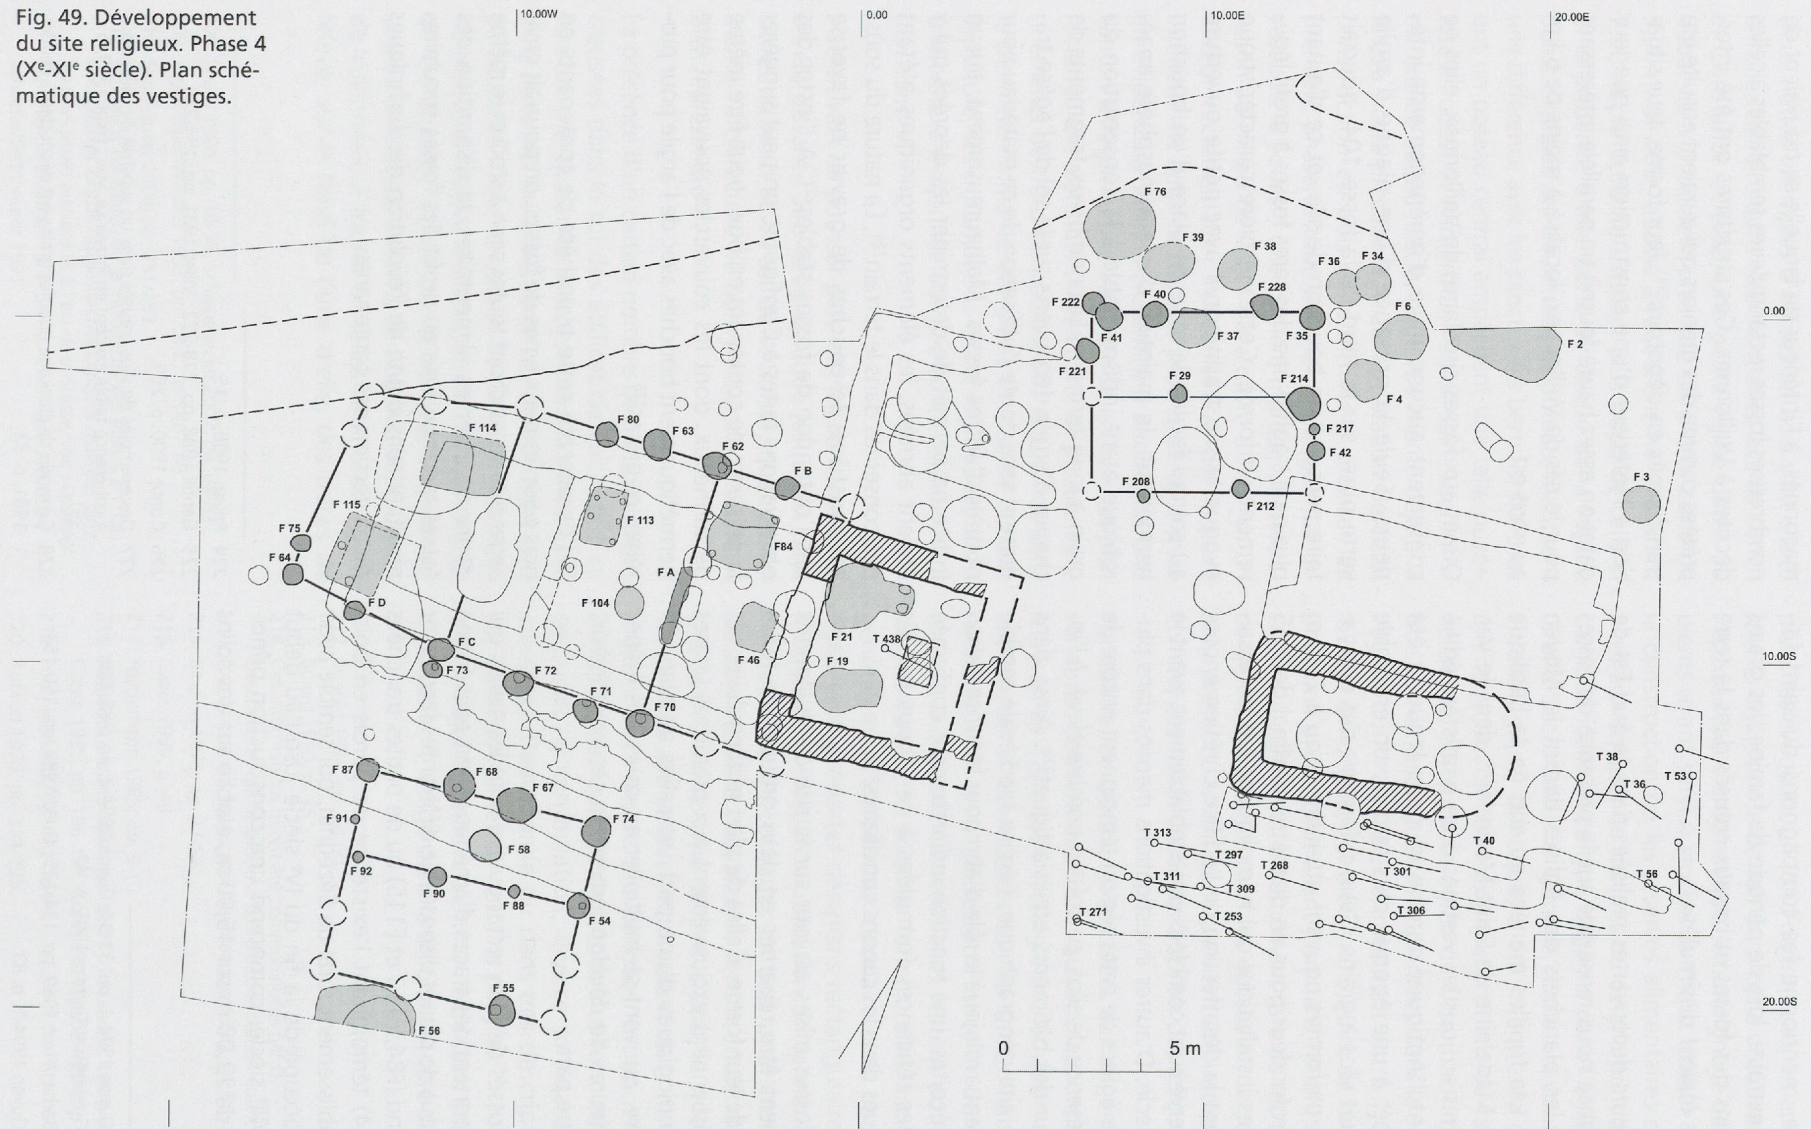 Fig. 49. Développement
du site religieux. Phase 4
(Xe-XIe siècle). Plan sché-
matique des vestiges.
10.00W
0.00
10.00E
20.00E
F 76
F 39
F 38
F 36
F 34
F 222
F 40
F 228
F 6
0.00
F 41
F 37
F 35
F 2
F 221
F 29
F 214
F 4
F 217
F 42
F 80
F 63
F 62
F B
F 114
F 208
F 212
F 3
F 115
F 113
F84
F 75
F 64
F A
F D
F 104
F 21
T 438
F C
F 46
F 19
10.00S
F 73
F 72
F 71
F 70
F 87
F 68
F 67
F 74
T 38
T 36
T 53
F 91
F 58
T 313
T 297
T 40
F 92
F 90
F 88
F 54
T 311
T 309
T 268
T 301
T 56
T 271
T 253
T 306
F 55
F 56
20.00S
0
5 m